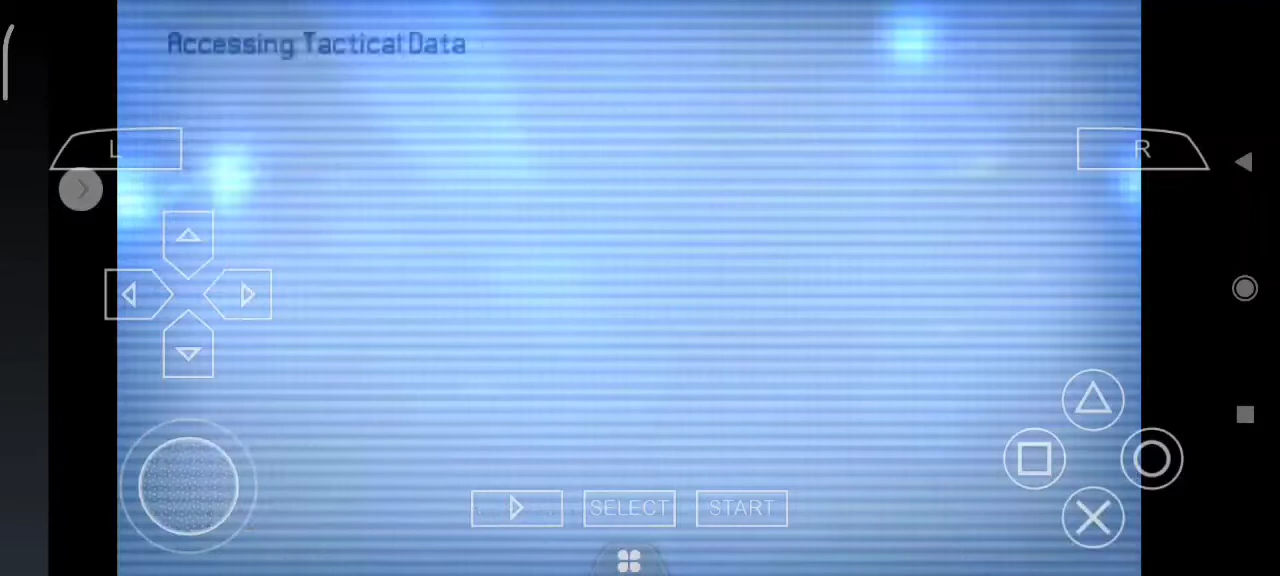 Accessing Tactical Data
L
R
SELECT
START